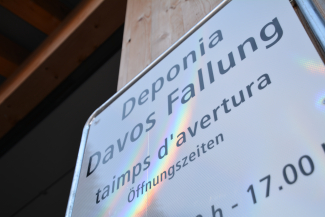 Deponia
Davos Fallung
taimps d'avertura
Öffnungszeiten
h - 17.00